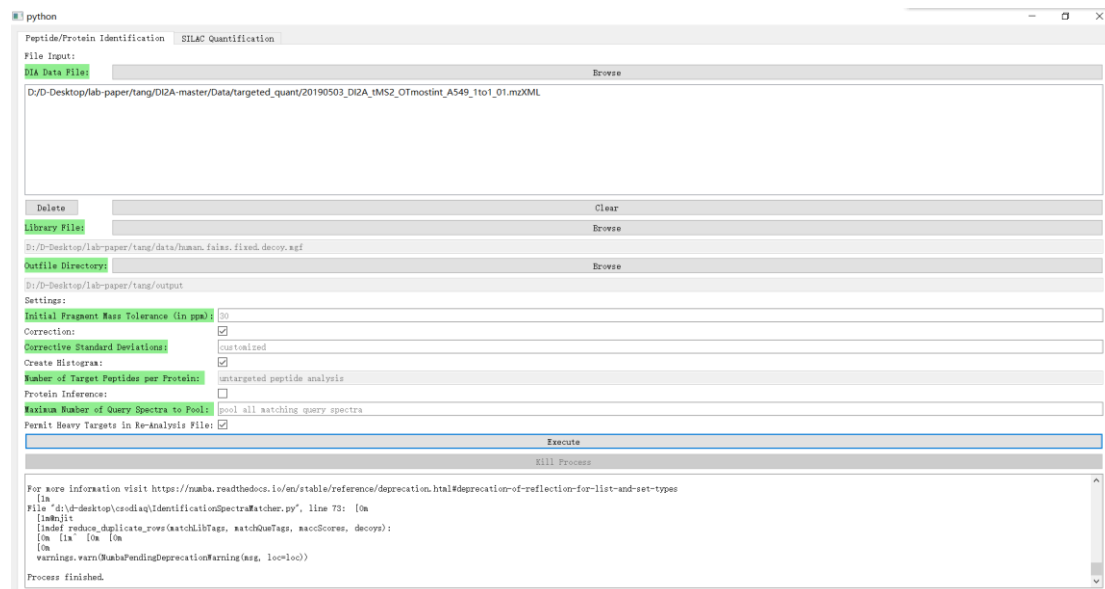 python
Peptide/Protein Identification SILAC Quantification
File Input:
DIA Data File: Browse
D:/D-Desktop/lab-paper/tang/DI2A-master/Data/targeted_quant/20190503_DI2A_tMS2_OTmostint_A549_1to1_01.mzXML
Delete Clear
Library File: Browse
D:/D-Desktop/lab-paper/tang/data/human.faims.fixed.decoy.mgf
Outfile Directory: Browse
D:/D-Desktop/lab-paper/tang/output
Settings:
Initial Fragment Mass Tolerance (in ppm): 30
Correction:
Corrective Standard Deviations: customized
Create Histogram:
Number of Target Peptides per Protein: untargeted peptide analysis
Protein Inference:
Maximum Number of Query Spectra to Pool: pool all matching query spectra
Permit Heavy Targets in Re-Analysis File:
Execute
Kill Process
For more information visit https://numba.readthedocs.io/en/stable/reference/deprecation.html#deprecation-of-reflection-for-list-and-set-types
[1m
File "d:\d-desktop\csodiaq\IdentificationSpectraMatcher.py", line 73: [0m
[1m@njit
[1mdef reduce_duplicate_rows(matchLibTags, matchQueTags, maccScores, decoys):
[0m [1m^ [0m [0m
[0m
warnings.warn(NumbaPendingDeprecationWarning(msg, loc=loc))
Process finished.